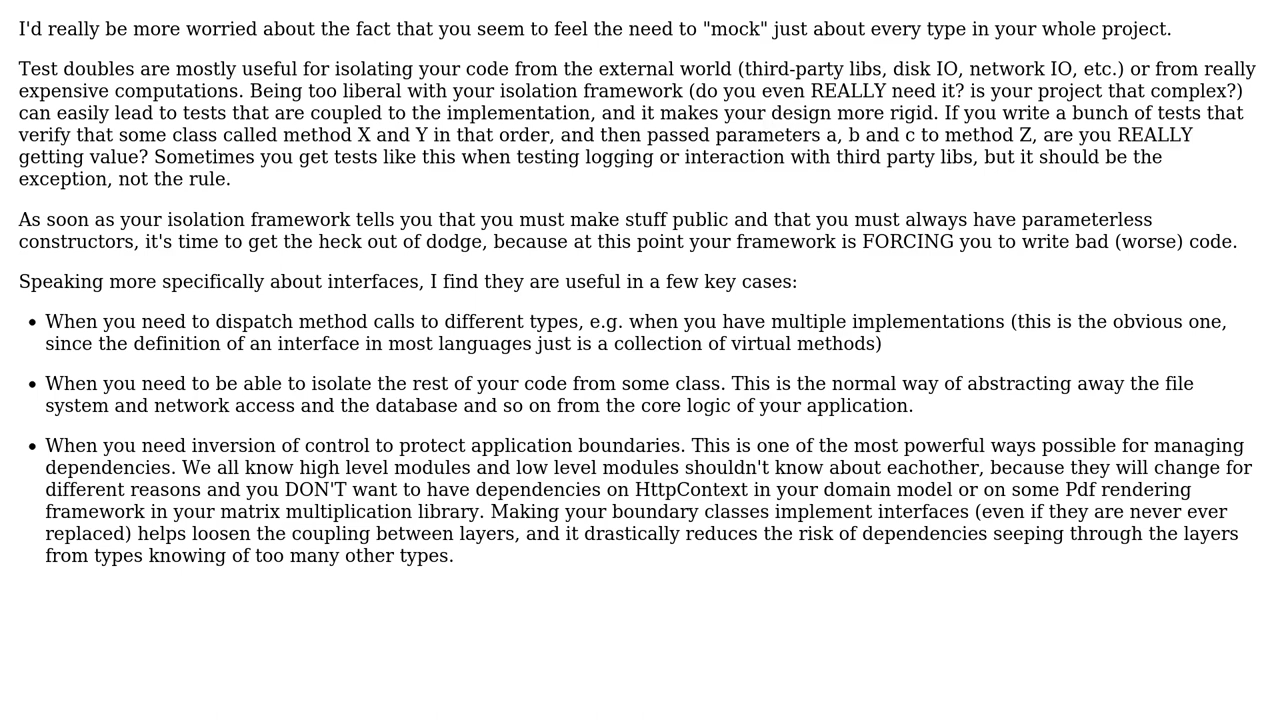 I'd really be more worried about the fact that you seem to feel the need to "mock" just about every type in your whole project.
Test doubles are mostly useful for isolating your code from the external world (third-party libs, disk IO, network IO, etc.) or from really
expensive computations. Being too liberal with your isolation framework (do you even REALLY need it? is your project that complex?)
can easily lead to tests that are coupled to the implementation, and it makes your design more rigid. If you write a bunch of tests that
verify that some class called method X and Y in that order, and then passed parameters a, b and c to method Z, are you REALLY
getting value? Sometimes you get tests like this when testing logging or interaction with third party libs, but it should be the
exception, not the rule.
As soon as your isolation framework tells you that you must make stuff public and that you must always have parameterless
constructors, it's time to get the heck out of dodge, because at this point your framework is FORCING you to write bad (worse) code.
Speaking more specifically about interfaces, I find they are useful in a few key cases:
• When you need to dispatch method calls to different types, e.g. when you have multiple implementations (this is the obvious one,
since the definition of an interface in most languages just is a collection of virtual methods)
• When you need to be able to isolate the rest of your code from some class. This is the normal way of abstracting away the file
system and network access and the database and so on from the core logic of your application.
• When you need inversion of control to protect application boundaries. This is one of the most powerful ways possible for managing
dependencies. We all know high level modules and low level modules shouldn't know about eachother, because they will change for
different reasons and you DON'T want to have dependencies on HttpContext in your domain model or on some Pdf rendering
framework in your matrix multiplication library. Making your boundary classes implement interfaces (even if they are never ever
replaced) helps loosen the coupling between layers, and it drastically reduces the risk of dependencies seeping through the layers
from types knowing of too many other types.